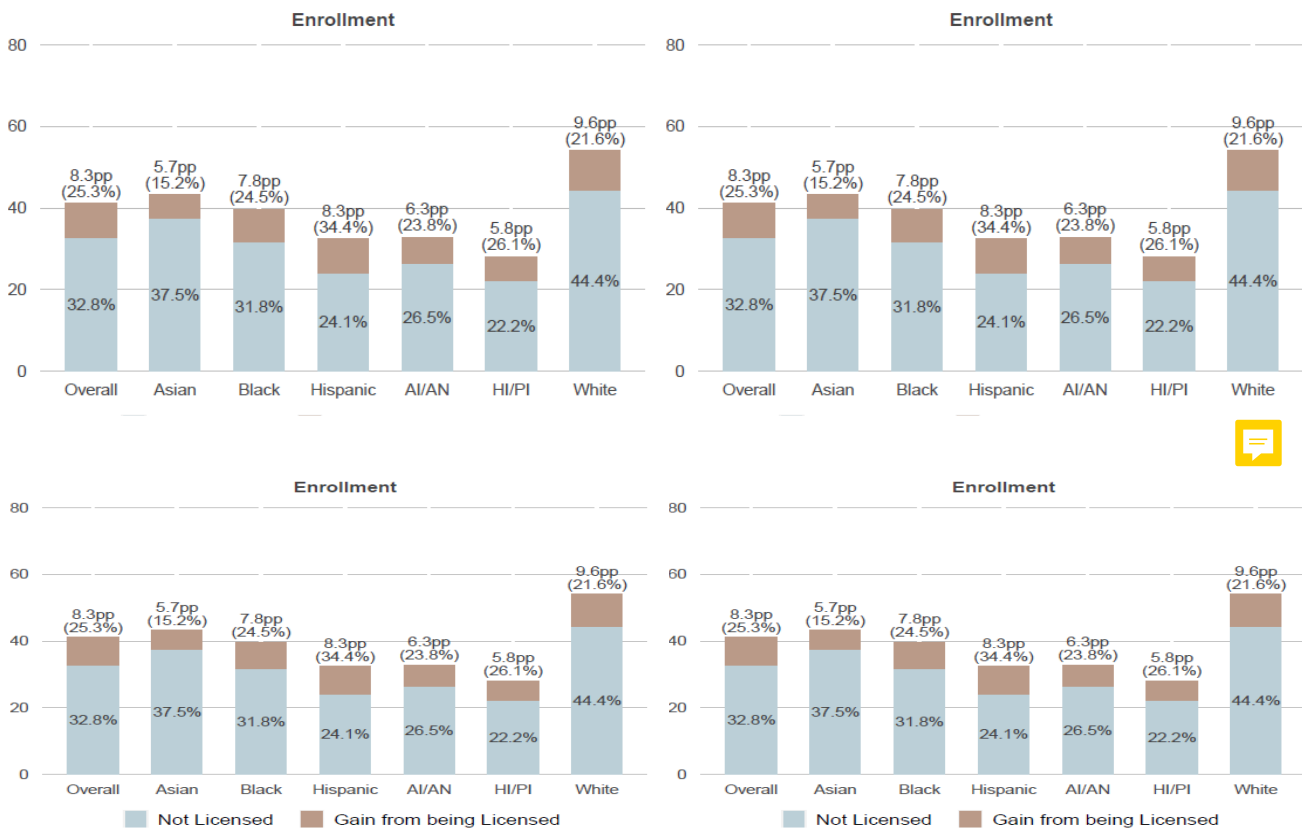 Enrollment
80
60
40
20
0
8.3pp
(25.3%)
5.7pp
(15.2%)
7.8pp
(24.5%)
8.3pp
(34.4%)
6.3pp
(23.8%)
5.8pp
(26.1%)
9.6pp
(21.6%)
32.8%
37.5%
31.8%
24.1%
26.5%
22.2%
44.4%
Overall Asian Black Hispanic AI/AN HI/PI White
Enrollment
80
60
40
20
0
8.3pp
(25.3%)
5.7pp
(15.2%)
7.8pp
(24.5%)
8.3pp
(34.4%)
6.3pp
(23.8%)
5.8pp
(26.1%)
9.6pp
(21.6%)
32.8%
37.5%
31.8%
24.1%
26.5%
22.2%
44.4%
Overall Asian Black Hispanic AI/AN HI/PI White
Enrollment
80
60
40
20
0
8.3pp
(25.3%)
5.7pp
(15.2%)
7.8pp
(24.5%)
8.3pp
(34.4%)
6.3pp
(23.8%)
5.8pp
(26.1%)
9.6pp
(21.6%)
32.8%
37.5%
31.8%
24.1%
26.5%
22.2%
44.4%
Overall Asian Black Hispanic AI/AN HI/PI White
Not Licensed Gain from being Licensed
Enrollment
80
60
40
20
0
8.3pp
(25.3%)
5.7pp
(15.2%)
7.8pp
(24.5%)
8.3pp
(34.4%)
6.3pp
(23.8%)
5.8pp
(26.1%)
9.6pp
(21.6%)
32.8%
37.5%
31.8%
24.1%
26.5%
22.2%
44.4%
Overall Asian Black Hispanic AI/AN HI/PI White
Not Licensed Gain from being Licensed